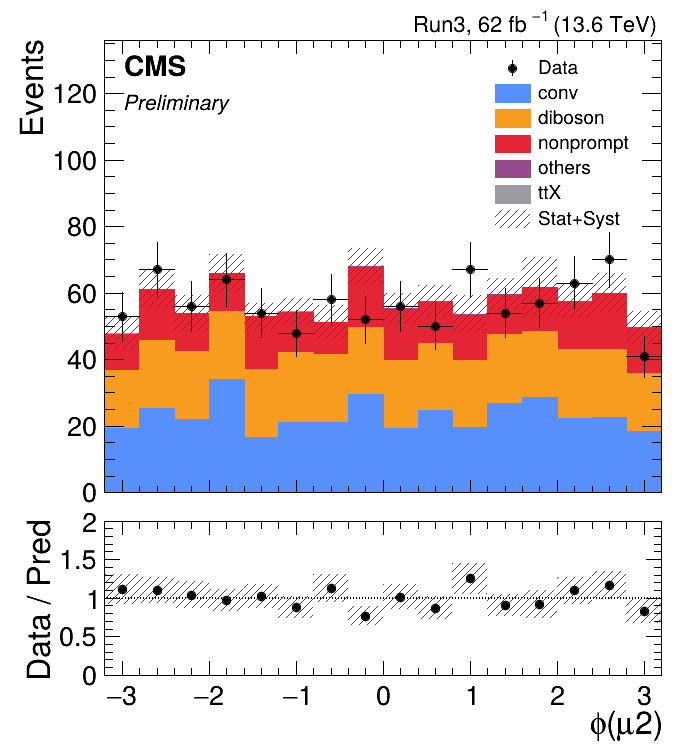 Run3, 62 fb⁻¹ (13.6 TeV)
CMS
Preliminary
Events
120
100
80
60
40
20
0
Data
conv
diboson
nonprompt
others
ttX
Stat+Syst
Data / Pred
2
1.5
1
0.5
0
−3 −2 −1 0 1 2 3
ϕ(μ2)